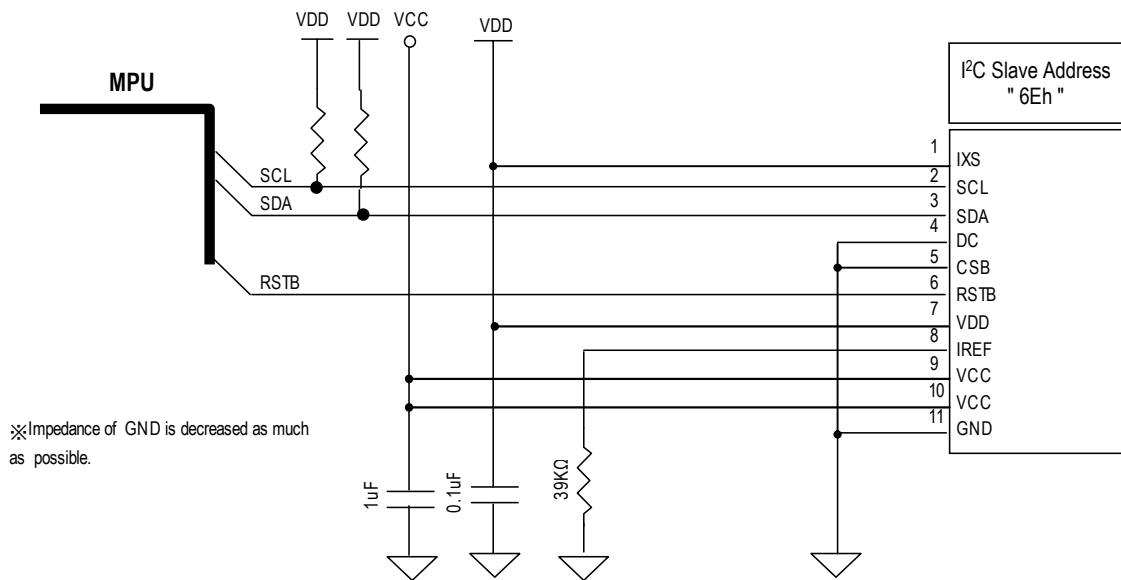 VDD
VDD
VCC
VDD
MPU
I²C Slave Address
" 6Eh "
SCL
SDA
RSTB
1
IXS
2
SCL
3
SDA
4
DC
5
CSB
6
RSTB
7
VDD
8
IREF
9
VCC
10
VCC
11
GND
※Impedance of GND is decreased as much
as possible.
1uF
0.1uF
39KΩ